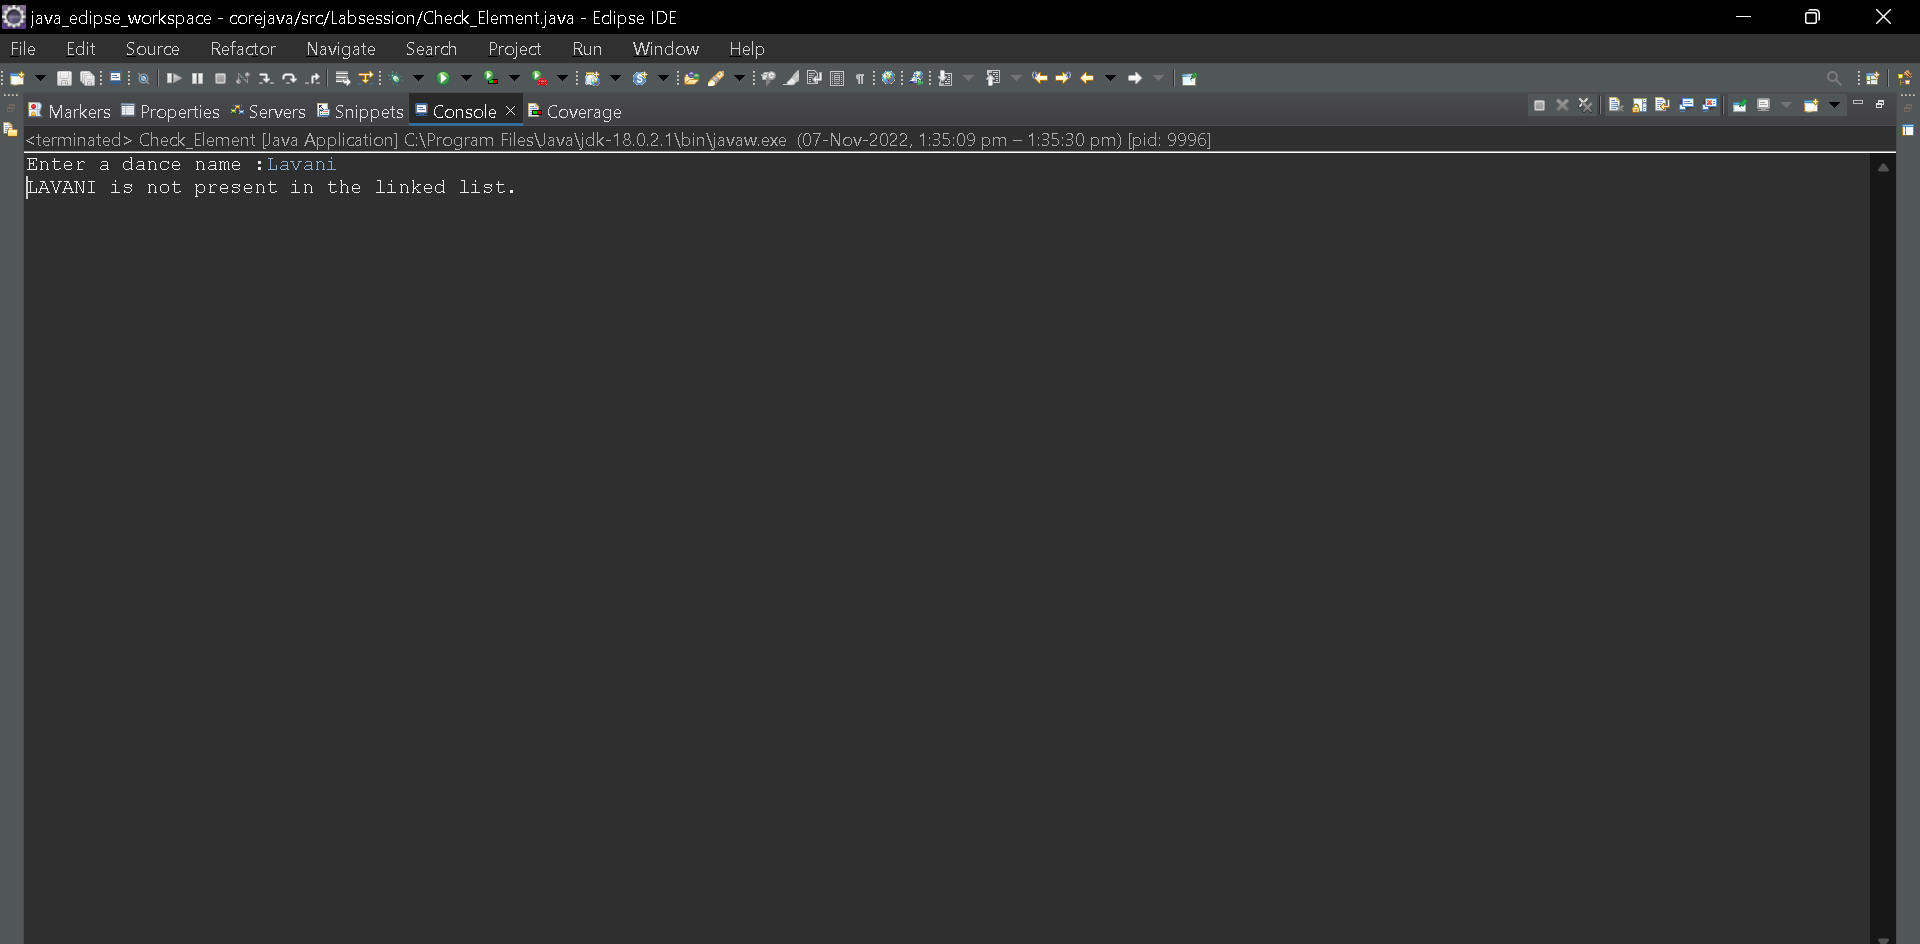 java_eclipse_workspace - corejava/src/Labsession/Check_Element.java - Eclipse IDE
File Edit Source Refactor Navigate Search Project Run Window Help
Markers Properties Servers Snippets Console Coverage
<terminated> Check_Element [Java Application] C:\Program Files\Java\jdk-18.0.2.1\bin\javaw.exe (07-Nov-2022, 1:35:09 pm – 1:35:30 pm) [pid: 9996]
Enter a dance name :Lavani
LAVANI is not present in the linked list.